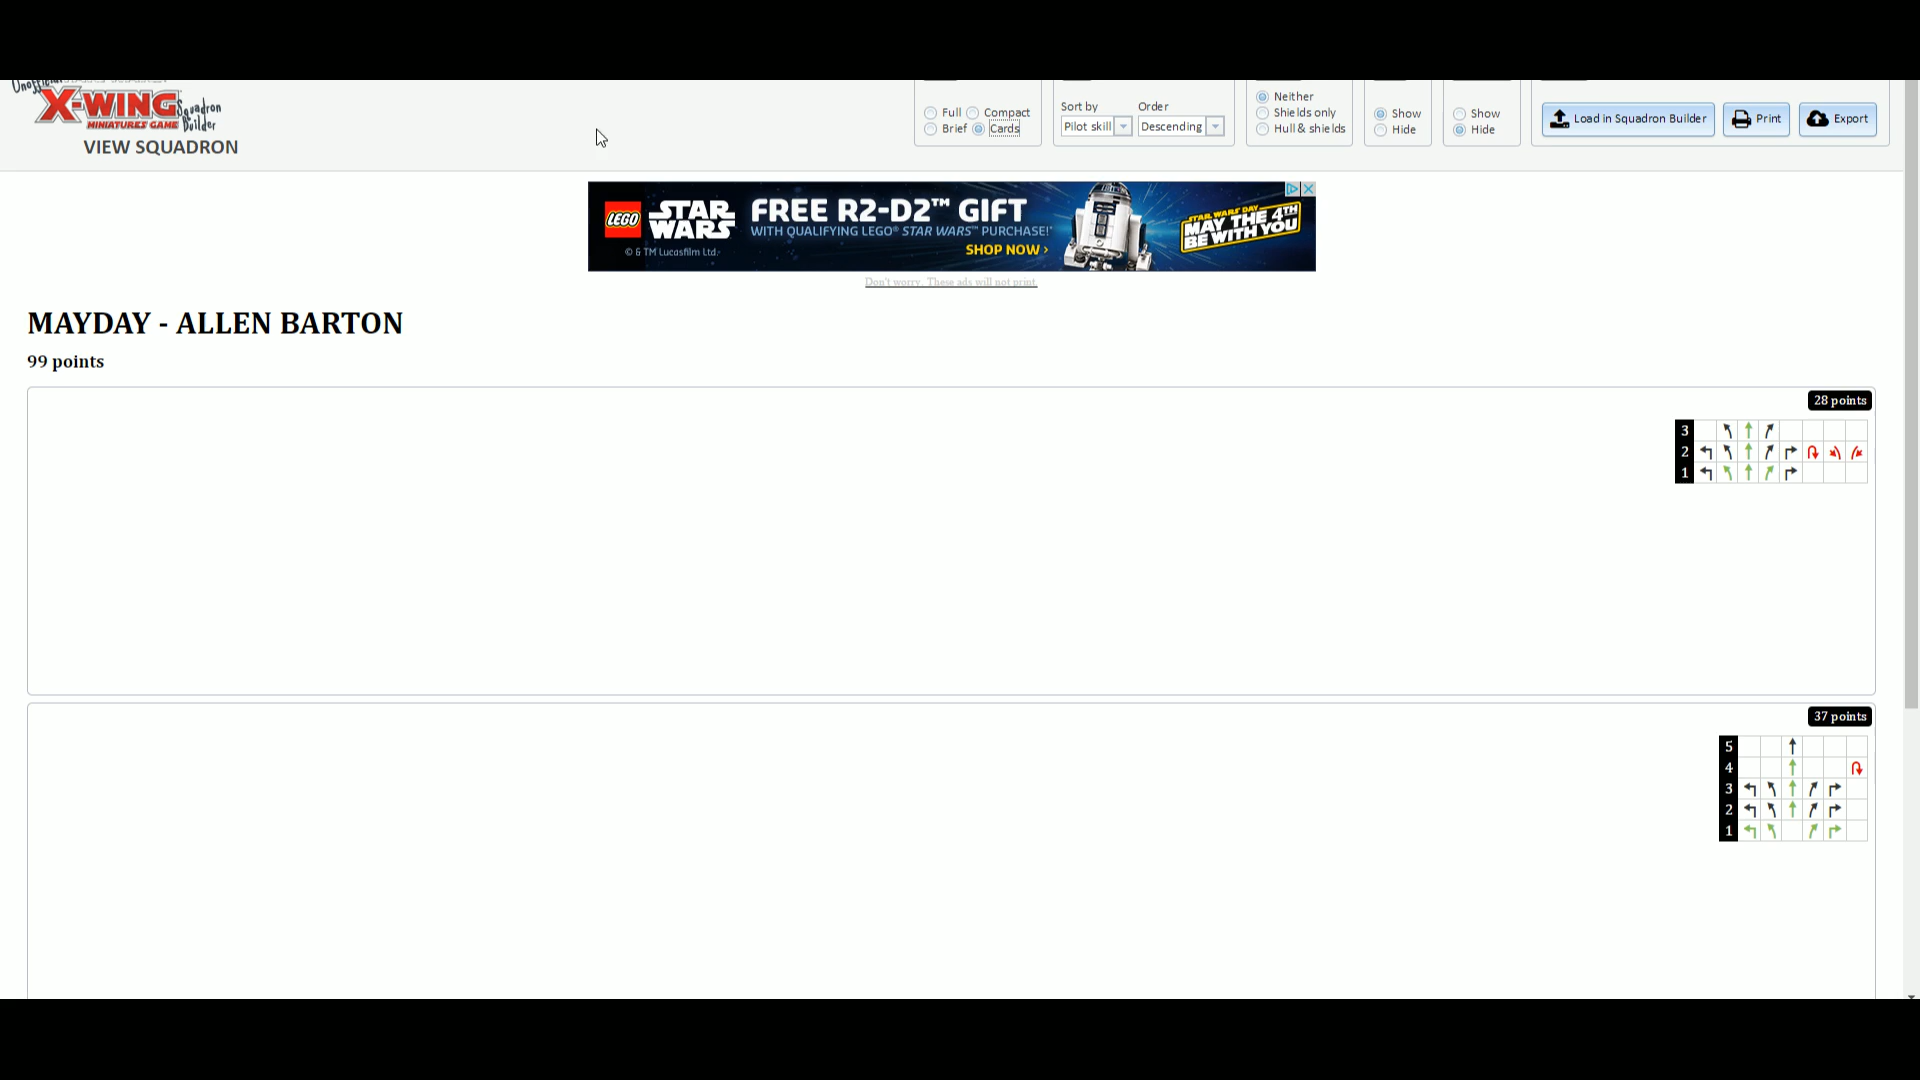 Unofficial
X-WING
MINIATURES GAME
Squadron
Builder
VIEW SQUADRON
Full
Compact
Brief
Cards
Sort by
Order
Pilot skill
Descending
Neither
Shields only
Hull & shields
Show
Hide
Show
Hide
Load in Squadron Builder
Print
Export
LEGO
STAR
WARS
© & TM Lucasfilm Ltd.
FREE R2-D2™ GIFT
WITH QUALIFYING LEGO® STAR WARS™ PURCHASE!*
SHOP NOW ›
STAR WARS DAY
MAY THE 4TH
BE WITH YOU
Don't worry. These ads will not print.
MAYDAY - ALLEN BARTON
99 points
28 points
3
2
1
37 points
5
4
3
2
1